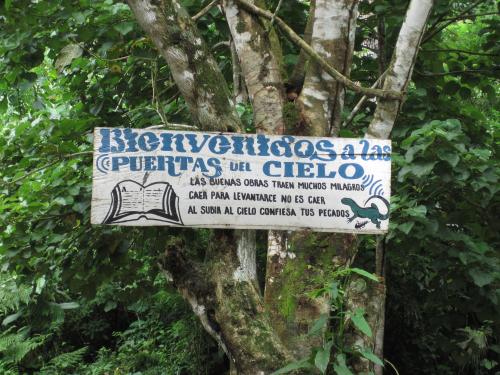 Bienvenidos a las
PUERTAS DEL CIELO
LAS BUENAS OBRAS TRAEN MUCHOS MILAGROS
CAER PARA LEVANTARCE NO ES CAER
AL SUBIR AL CIELO CONFIESA TUS PECADOS